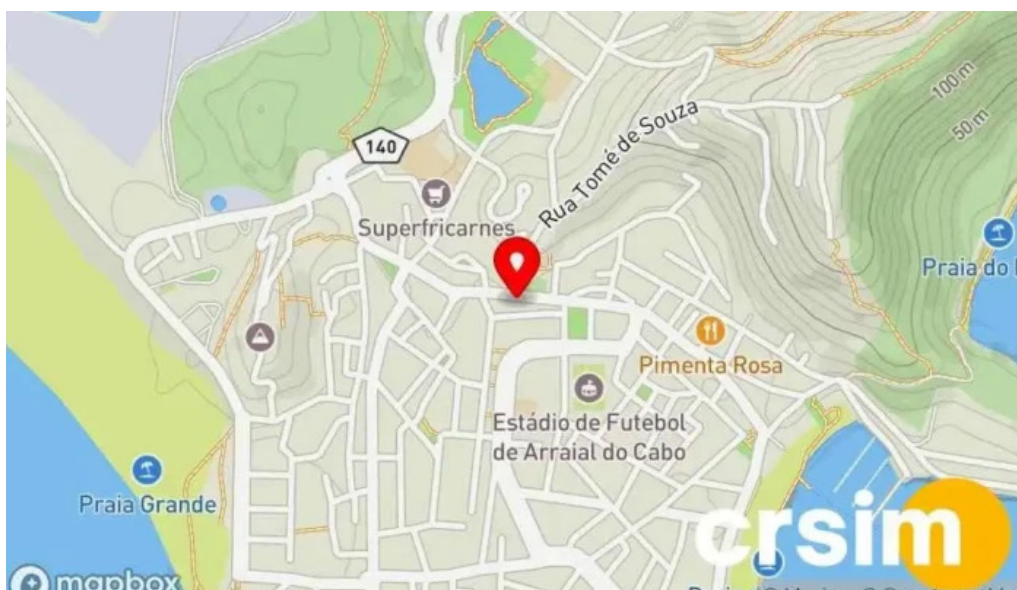 100 m
50 m
Rua Tomé de Souza
140
Superfricarnes
Praia do
Pimenta Rosa
Estádio de Futebol
de Arraial do Cabo
Praia Grande
crsim
mapbox